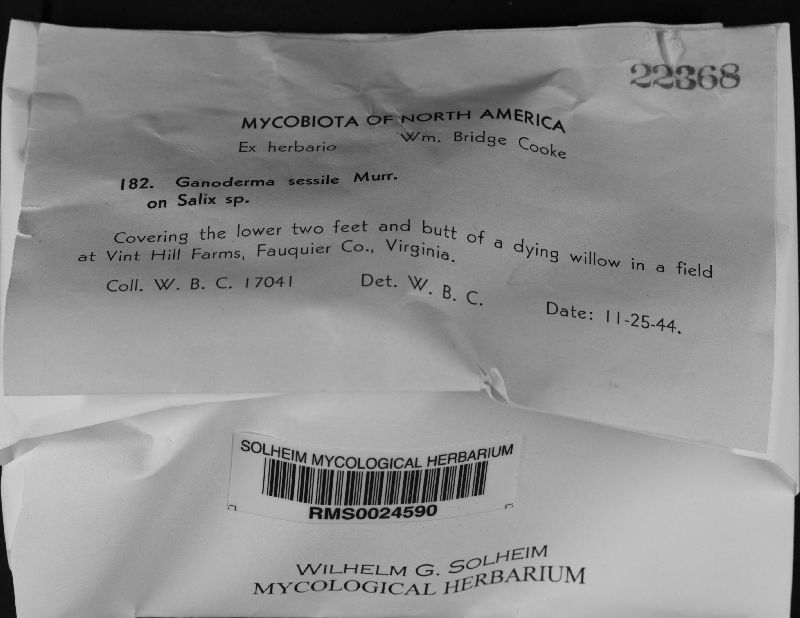 22368
MYCOBIOTA OF NORTH AMERICA
Ex herbario Wm. Bridge Cooke
182. Ganoderma sessile Murr.
on Salix sp.
Covering the lower two feet and butt of a dying willow in a field
at Vint Hill Farms, Fauquier Co., Virginia.
Coll. W. B. C. 17041 Det. W. B. C. Date: 11-25-44.
SOLHEIM MYCOLOGICAL HERBARIUM
RMS0024590
WILHELM G. SOLHEIM
MYCOLOGICAL HERBARIUM